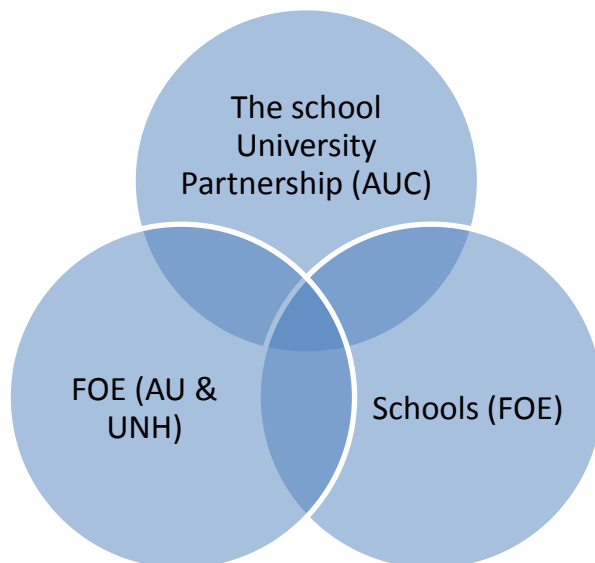 The school
University
Partnership (AUC)
FOE (AU &
UNH)
Schools (FOE)